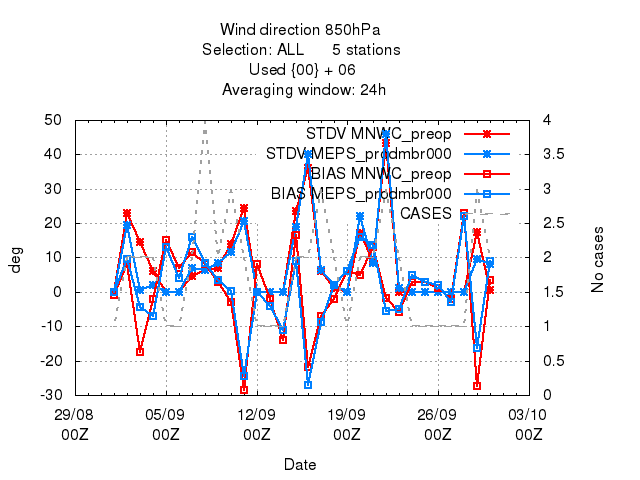 Wind direction 850hPa
Selection: ALL 5 stations
Used {00} + 06
Averaging window: 24h
50
40
30
20
10
0
-10
-20
-30
deg
STDV MNWC_preop
STDV MEPS_prodmbr000
BIAS MNWC_preop
BIAS MEPS_prodmbr000
CASES
4
3.5
3
2.5
2
1.5
1
0.5
0
No cases
29/08 05/09 12/09 19/09 26/09 03/10
00Z 00Z 00Z 00Z 00Z 00Z
Date